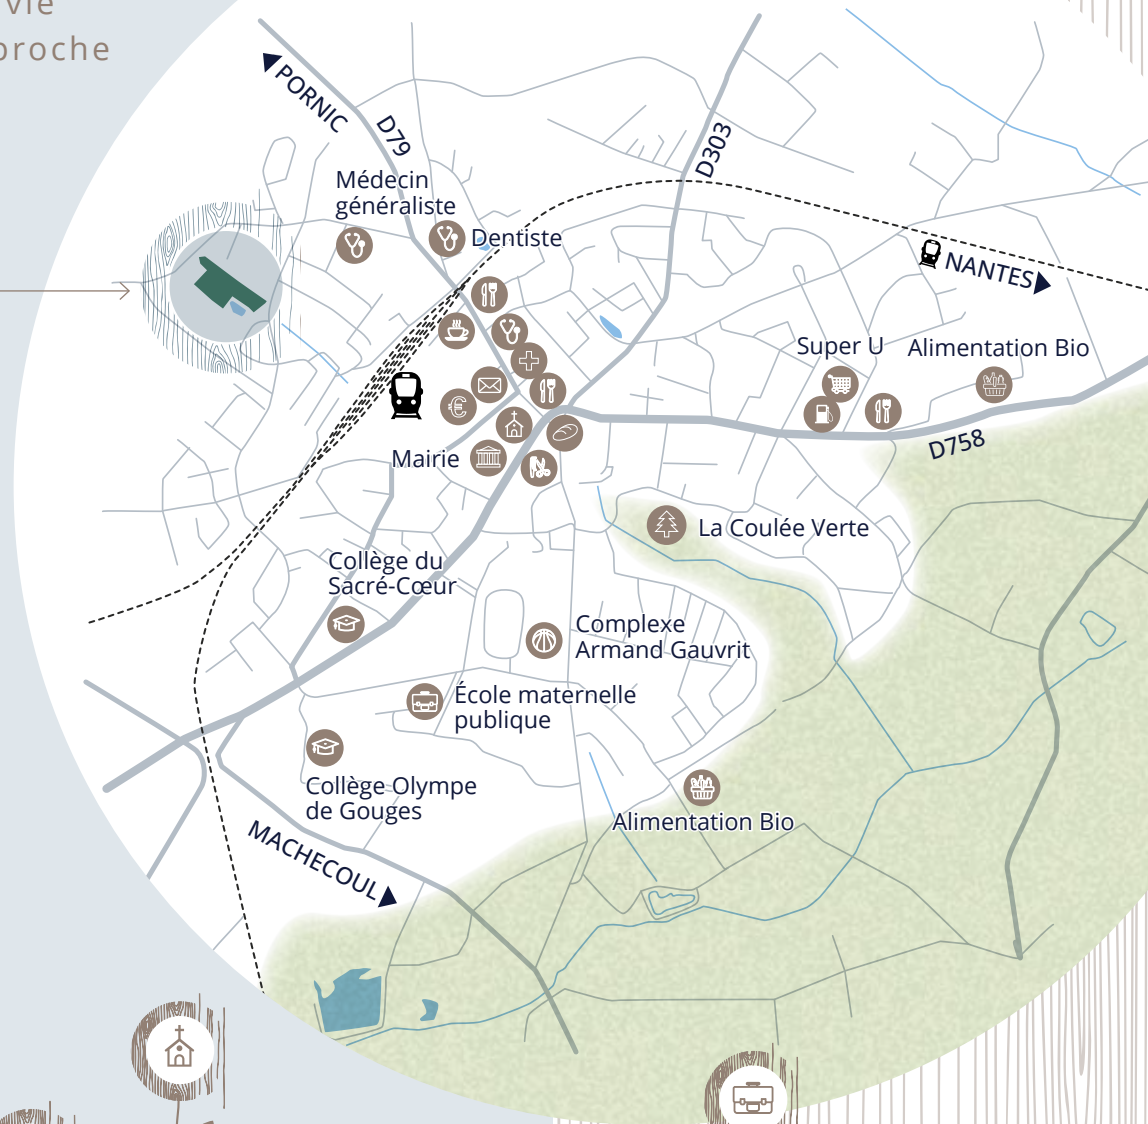 vie
proche
PORNIC
D79
D303
Médecin
généraliste
Dentiste
NANTES
Super U
Alimentation Bio
D758
Mairie
La Coulée Verte
Collège du
Sacré-Cœur
Complexe
Armand Gauvrit
École maternelle
publique
Collège Olympe
de Gouges
Alimentation Bio
MACHECOUL